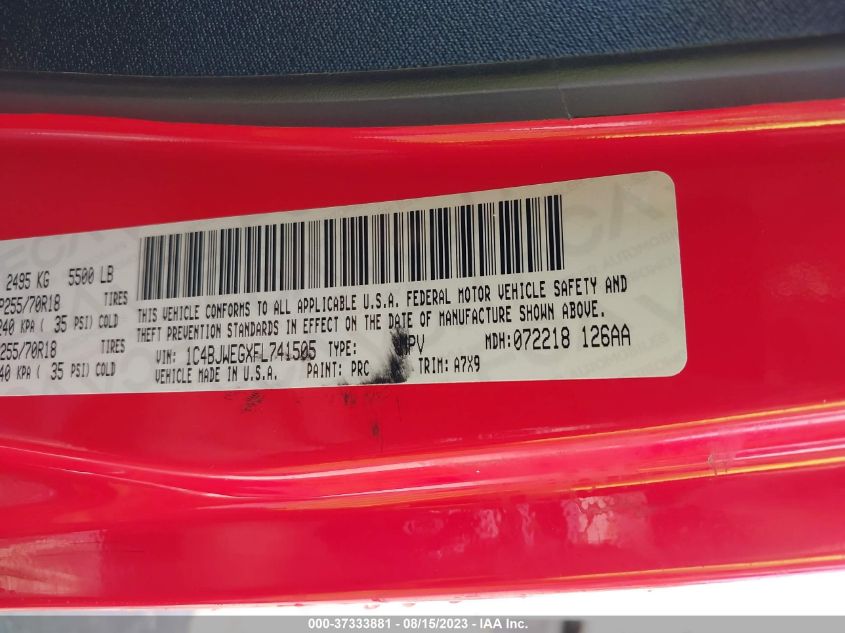 2495 KG 5500 LB
P255/70R18 TIRES
240 KPA ( 35 PSI) COLD
255/70R18 TIRES
40 KPA ( 35 PSI) COLD
THIS VEHICLE CONFORMS TO ALL APPLICABLE U.S.A. FEDERAL MOTOR VEHICLE SAFETY AND
THEFT PREVENTION STANDARDS IN EFFECT ON THE DATE OF MANUFACTURE SHOWN ABOVE.
VIN: 1C4BJWEGXFL741505 TYPE: PV MDH:072218 126AA
VEHICLE MADE IN U.S.A. PAINT: PRC TRIM: A7X9
000-37333881 - 08/15/2023 - IAA Inc.